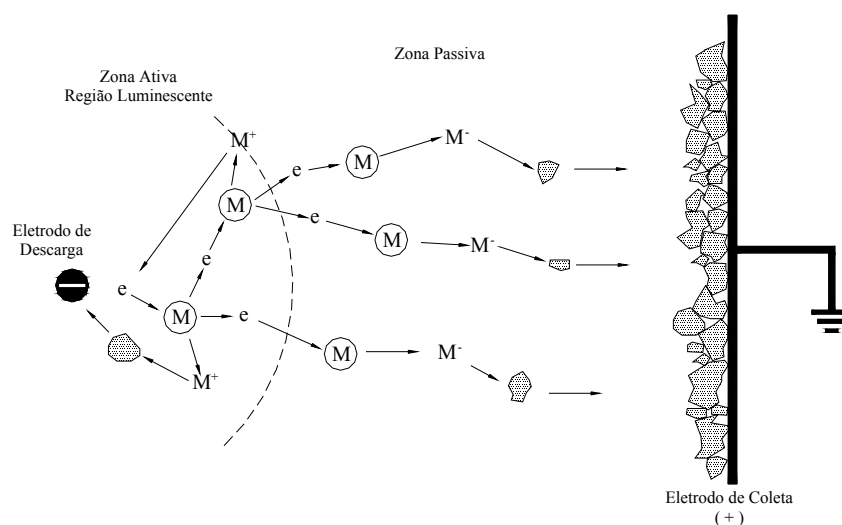 Zona Passiva
Zona Ativa
Região Luminescente
M⁺
M⁻
e
M
M
e
M⁻
M
Eletrodo de
Descarga
e
e
M
e
M
M⁻
M⁺
Eletrodo de Coleta
( + )